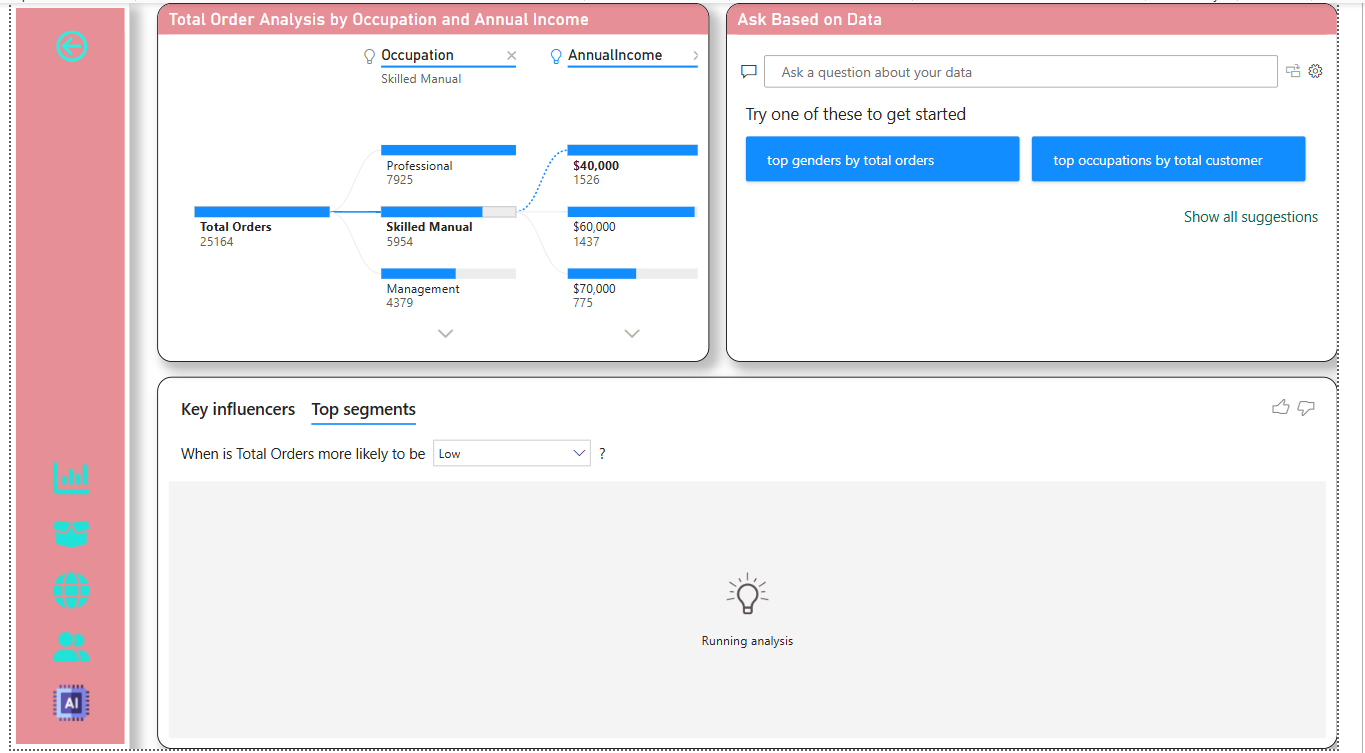 Total Order Analysis by Occupation and Annual Income
Occupation
AnnualIncome
Skilled Manual
Professional
7925
$40,000
1526
Total Orders
25164
Skilled Manual
5954
$60,000
1437
Management
4379
$70,000
775
Ask Based on Data
Ask a question about your data
Try one of these to get started
top genders by total orders
top occupations by total customer
Show all suggestions
Key influencers
Top segments
When is Total Orders more likely to be
Low
?
Running analysis
AI